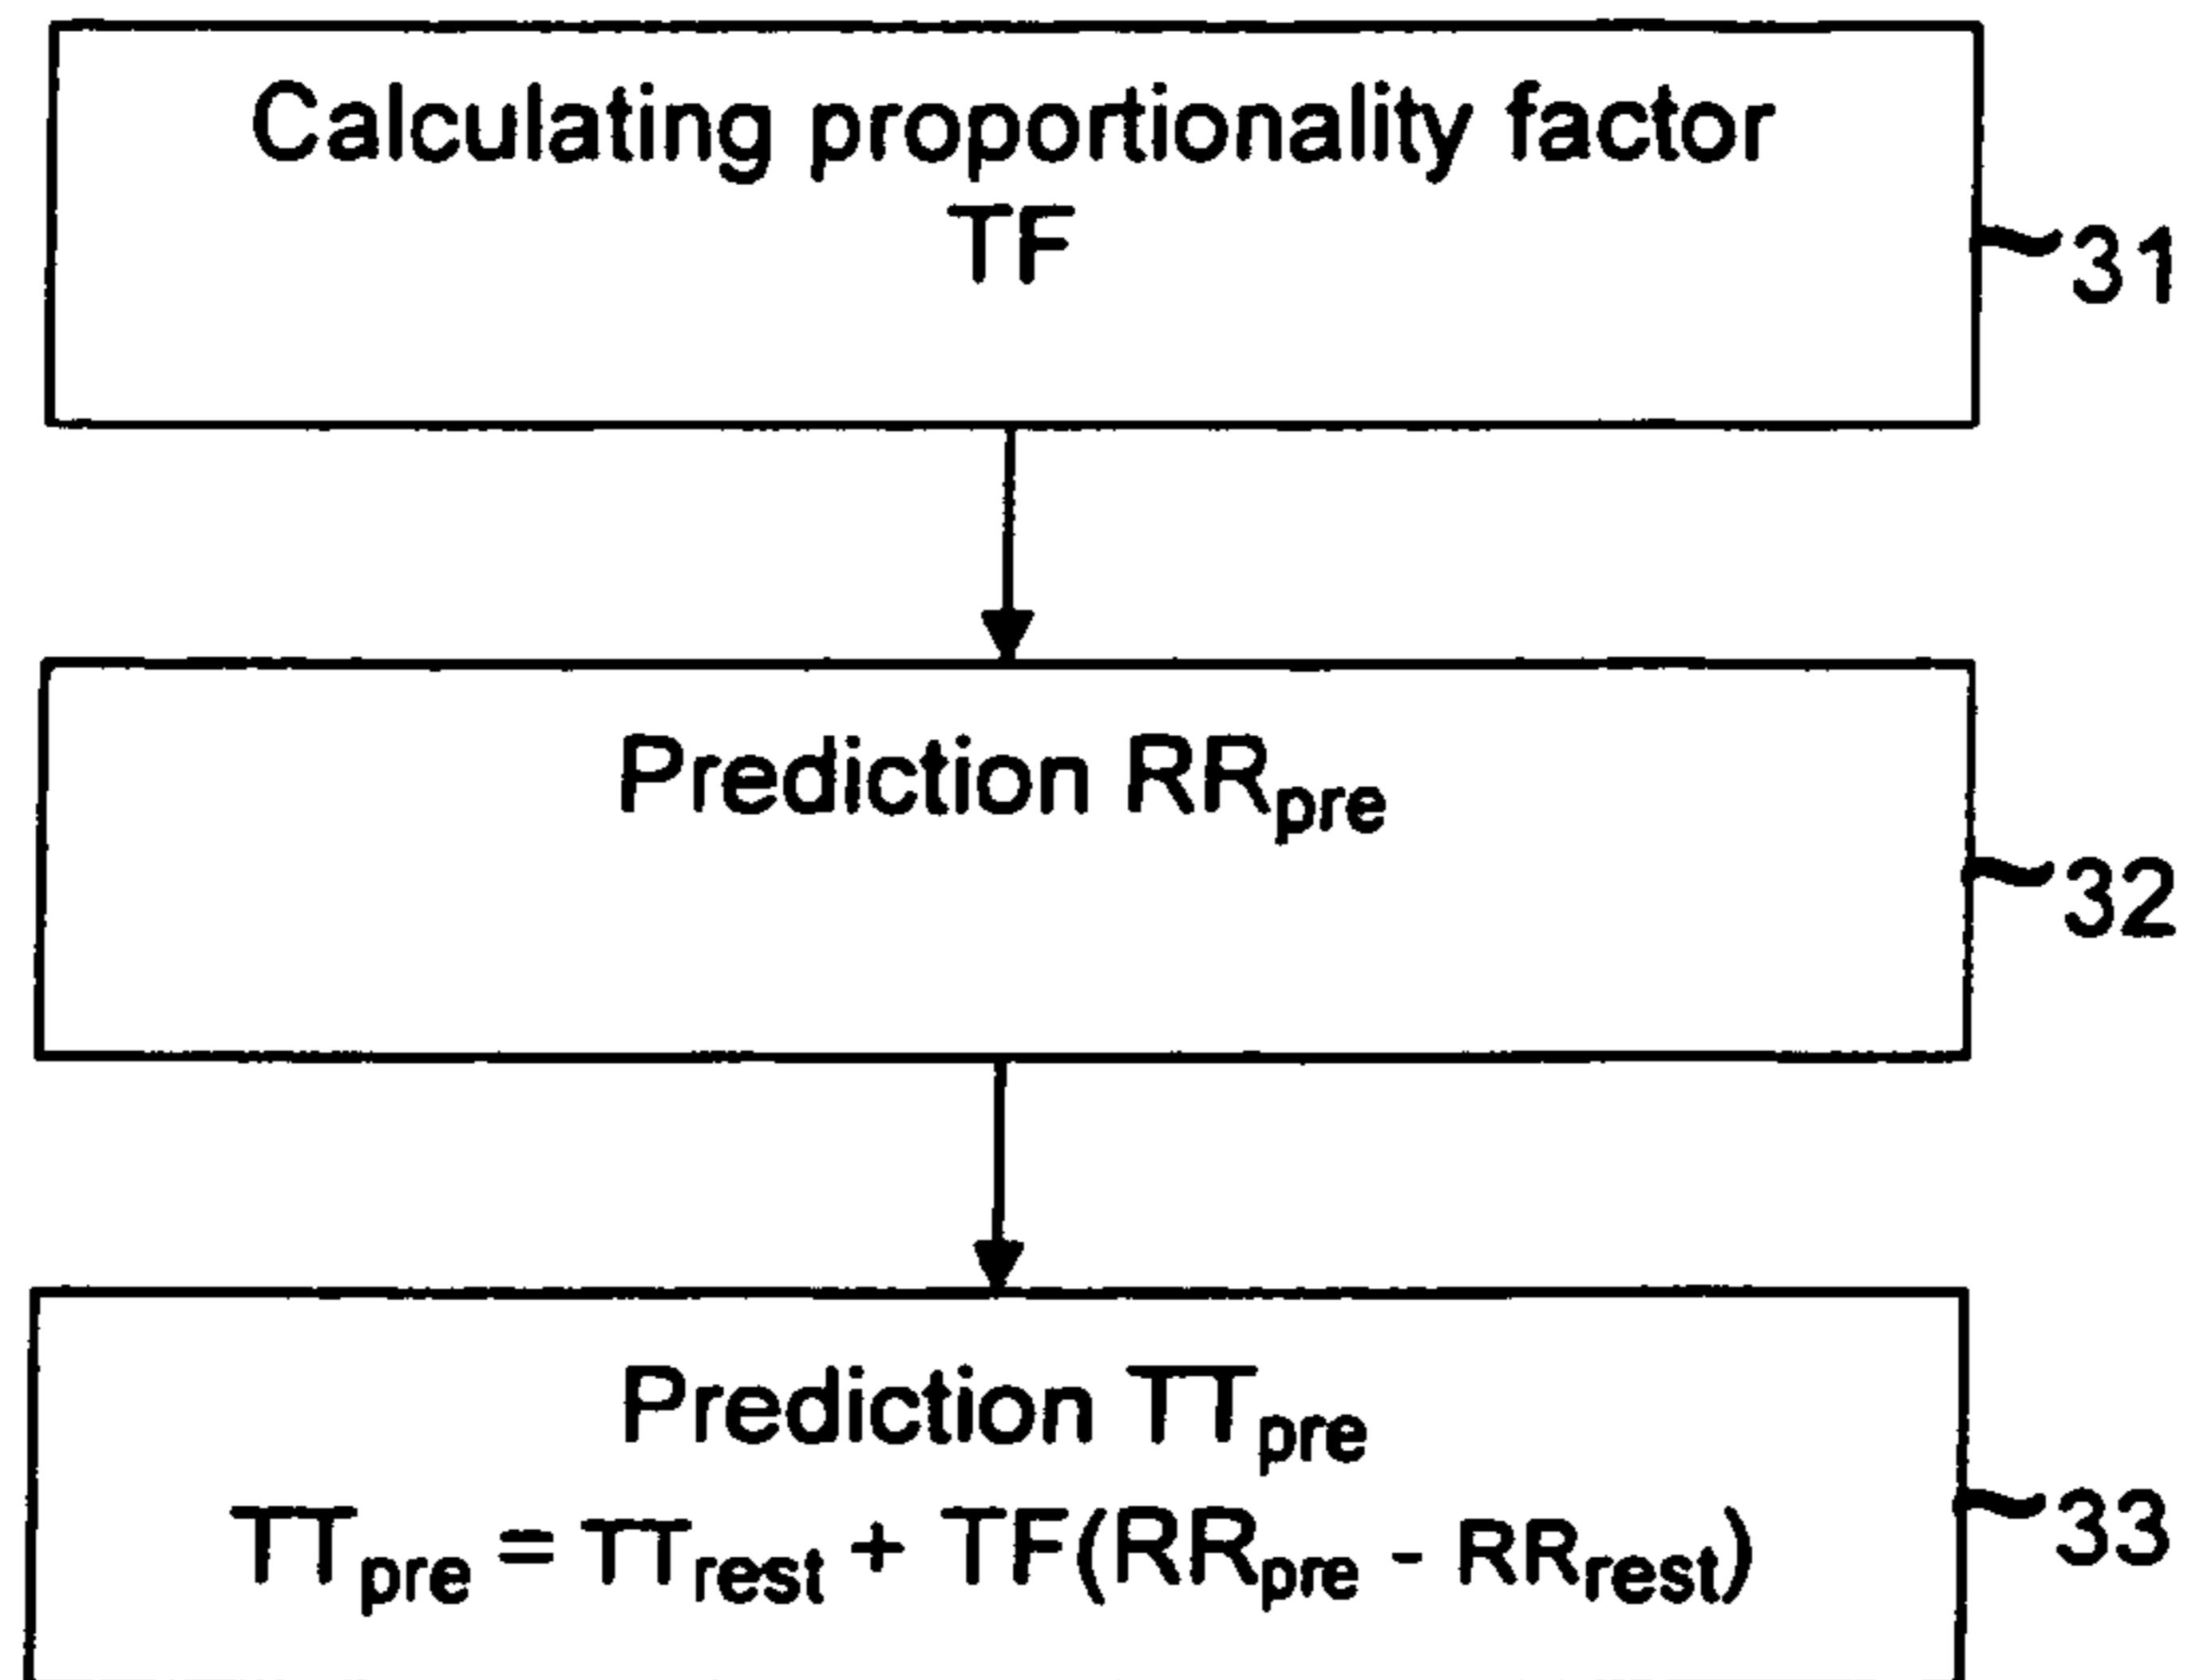 Calculating proportionality factor
TF
31
Prediction RRpre
32
Prediction TTpre
TTpre = TTrest + TF(RRpre - RRrest)
33